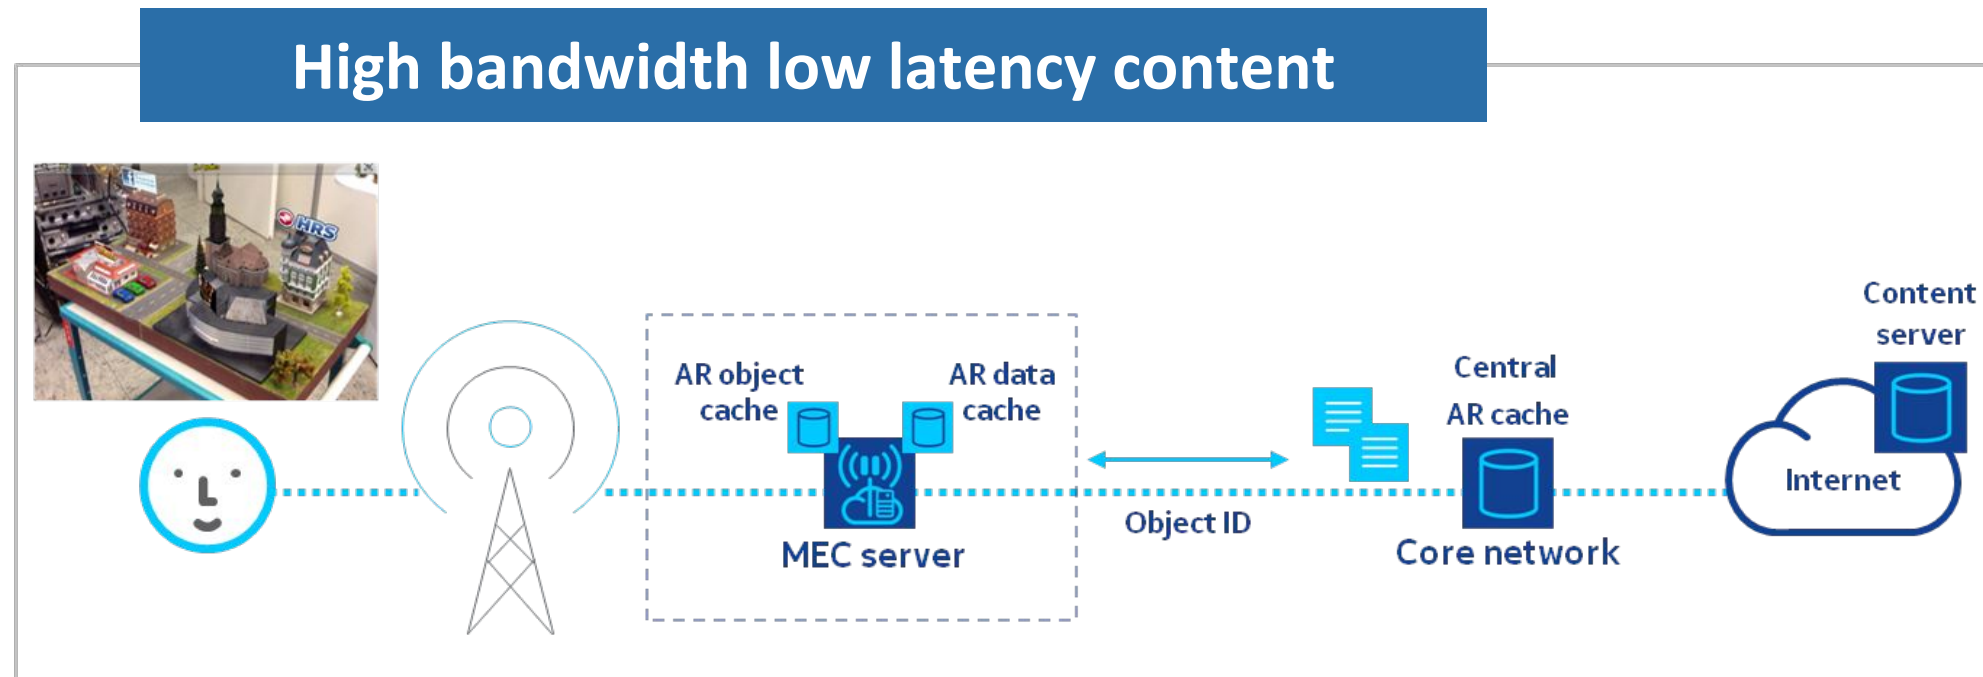 High bandwidth low latency content
HRS
AR object
cache
AR data
cache
MEC server
Object ID
Central
AR cache
Core network
Content
server
Internet